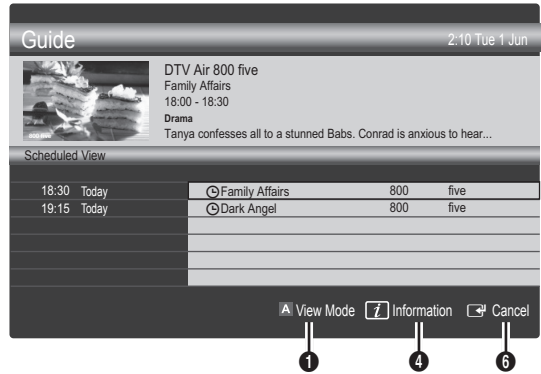 Guide 2:10 Tue 1 Jun
DTV Air 800 five
Family Affairs
18:00 - 18:30
Drama
Tanya confesses all to a stunned Babs. Conrad is anxious to hear...
800 five
Scheduled View
18:30 Today Family Affairs 800 five
19:15 Today Dark Angel 800 five
A View Mode i Information Cancel
1 4 6